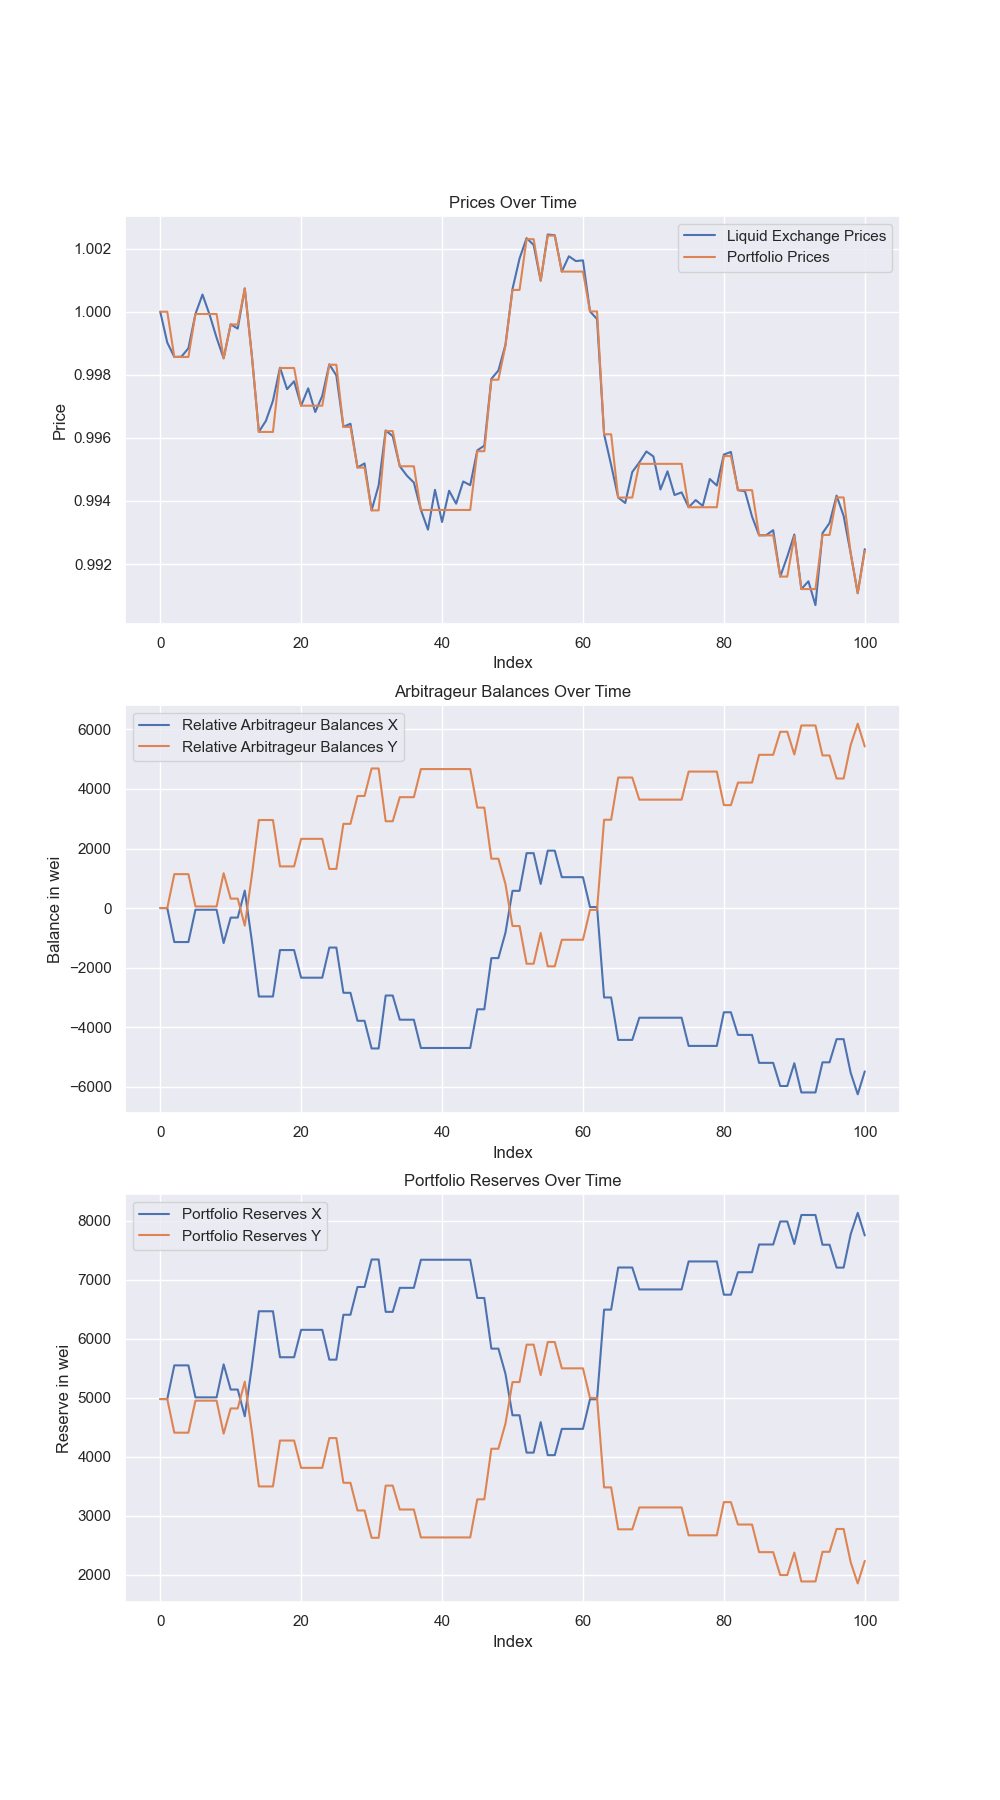 Prices Over Time
Liquid Exchange Prices
Portfolio Prices
Price
1.002
1.000
0.998
0.996
0.994
0.992
0 20 40 60 80 100
Index
Arbitrageur Balances Over Time
Relative Arbitrageur Balances X
Relative Arbitrageur Balances Y
Balance in wei
6000
4000
2000
0
−2000
−4000
−6000
0 20 40 60 80 100
Index
Portfolio Reserves Over Time
Portfolio Reserves X
Portfolio Reserves Y
Reserve in wei
8000
7000
6000
5000
4000
3000
2000
0 20 40 60 80 100
Index